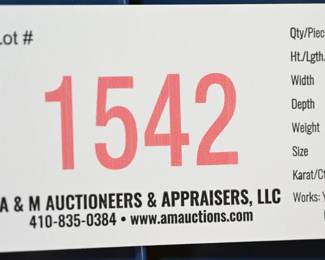 Lot #
1542
A & M AUCTIONEERS & APPRAISERS, LLC
410-835-0384 • www.amauctions.com
Qty/Piec
Ht./Lgth.
Width
Depth
Weight
Size
Karat/Ct
Works: Y